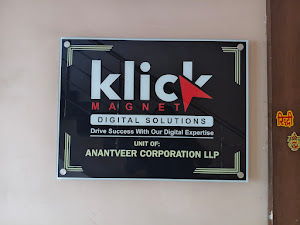 klick
MAGNET
DIGITAL SOLUTIONS
Drive Success With Our Digital Expertise
UNIT OF:
ANANTVEER CORPORATION LLP